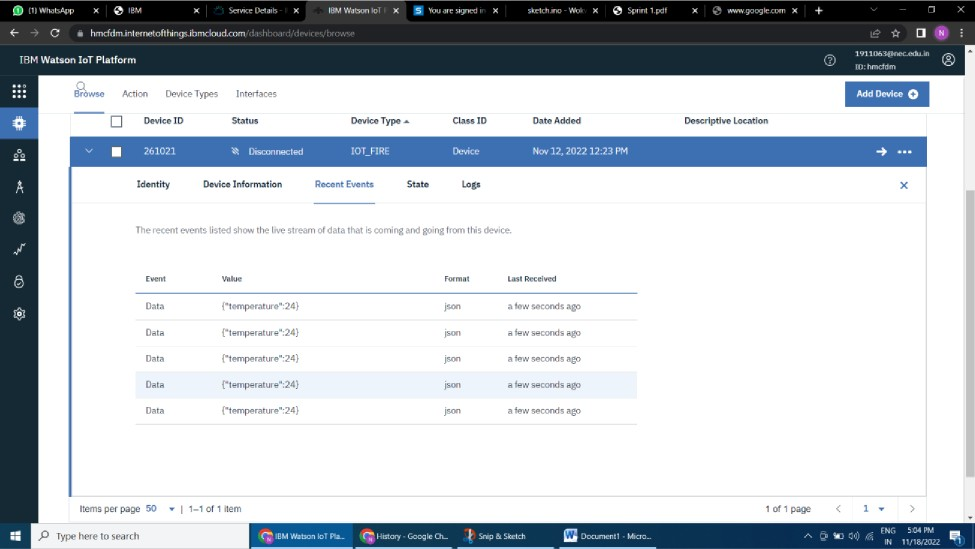 (1) WhatsApp × IBM × Service Details - × IBM Watson IoT P × S You are signed in × sketch.ino - Wok × Sprint 1.pdf × www.google.com × +
hmcfdm.internetofthings.ibmcloud.com/dashboard/devices/browse N
IBM Watson IoT Platform
1911063@nec.edu.in
ID: hmcfdm
Browse Action Device Types Interfaces Add Device
Device ID Status Device Type Class ID Date Added Descriptive Location
261021 Disconnected IOT_FIRE Device Nov 12, 2022 12:23 PM
Identity Device Information Recent Events State Logs ×
The recent events listed show the live stream of data that is coming and going from this device.
Event Value Format Last Received
Data {"temperature":24} json a few seconds ago
Data {"temperature":24} json a few seconds ago
Data {"temperature":24} json a few seconds ago
Data {"temperature":24} json a few seconds ago
Data {"temperature":24} json a few seconds ago
Items per page 50 | 1–1 of 1 item 1 of 1 page 1
Type here to search IBM Watson IoT Pla... History - Google Ch... Snip & Sketch Document1 - Micro... ENG 5:04 PM
IN 11/18/2022